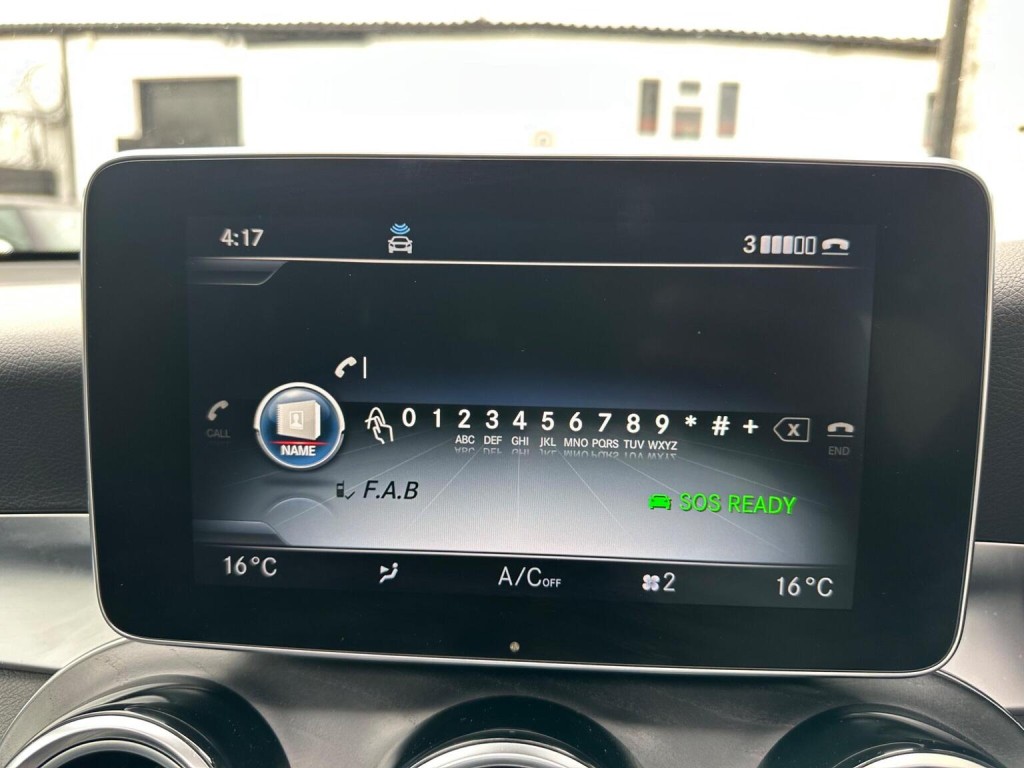 4:17 3
0 1 2 3 4 5 6 7 8 9 * # + X
CALL NAME ABC DEF GHI JKL MNO PQRS TUV WXYZ END
F.A.B SOS READY
16°C A/C OFF 2 16°C